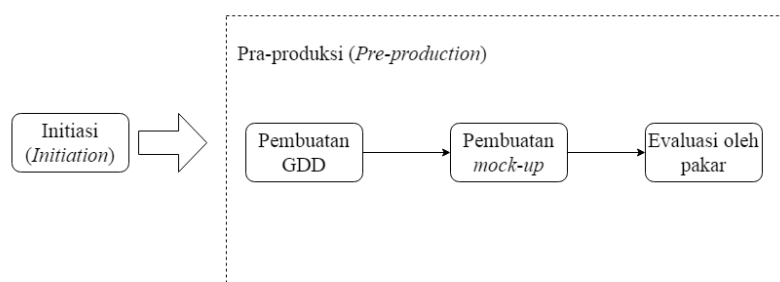 Pra-produksi (Pre-production)
Initiasi
(Initiation)
Pembuatan
GDD
Pembuatan
mock-up
Evaluasi oleh
pakar